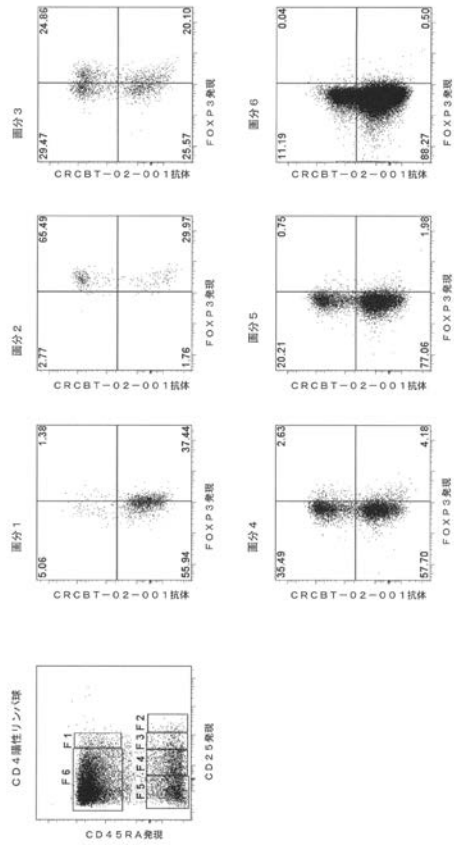 CD4陽性リンパ球
F6
F1
F5
F4
F3
F2
CD45RA発現
CD25発現
画分1
5.06
1.38
55.94
37.44
CRCBT-02-001抗体
FOXP3発現
画分2
2.77
65.49
1.76
29.97
CRCBT-02-001抗体
FOXP3発現
画分3
29.47
24.86
25.57
20.10
CRCBT-02-001抗体
FOXP3発現
画分4
35.49
2.63
57.70
4.18
CRCBT-02-001抗体
FOXP3発現
画分5
20.21
0.75
77.06
1.98
CRCBT-02-001抗体
FOXP3発現
画分6
11.19
0.04
88.27
0.50
CRCBT-02-001抗体
FOXP3発現